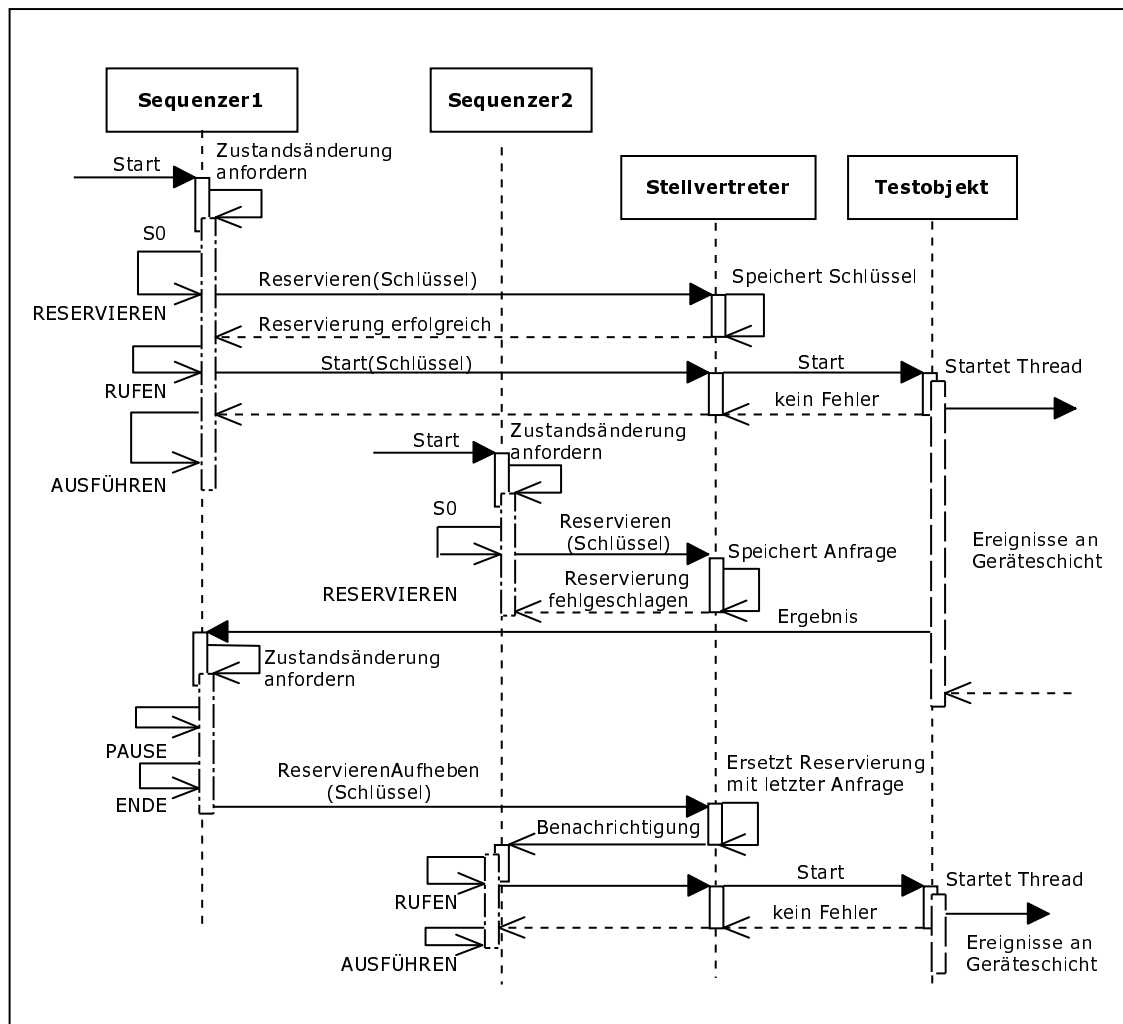 Sequenzer1
Sequenzer2
Stellvertreter
Testobjekt
Start
Zustandsänderung
anfordern
S0
RESERVIEREN
Reservieren(Schlüssel)
Speichert Schlüssel
Reservierung erfolgreich
RUFEN
Start(Schlüssel)
Start
Startet Thread
kein Fehler
AUSFÜHREN
Start
Zustandsänderung
anfordern
S0
RESERVIEREN
Reservieren
(Schlüssel)
Speichert Anfrage
Ereignisse an
Geräteschicht
Reservierung
fehlgeschlagen
Ergebnis
Zustandsänderung
anfordern
PAUSE
ENDE
ReservierenAufheben
(Schlüssel)
Ersetzt Reservierung
mit letzter Anfrage
Benachrichtigung
RUFEN
Start
Startet Thread
kein Fehler
AUSFÜHREN
Ereignisse an
Geräteschicht